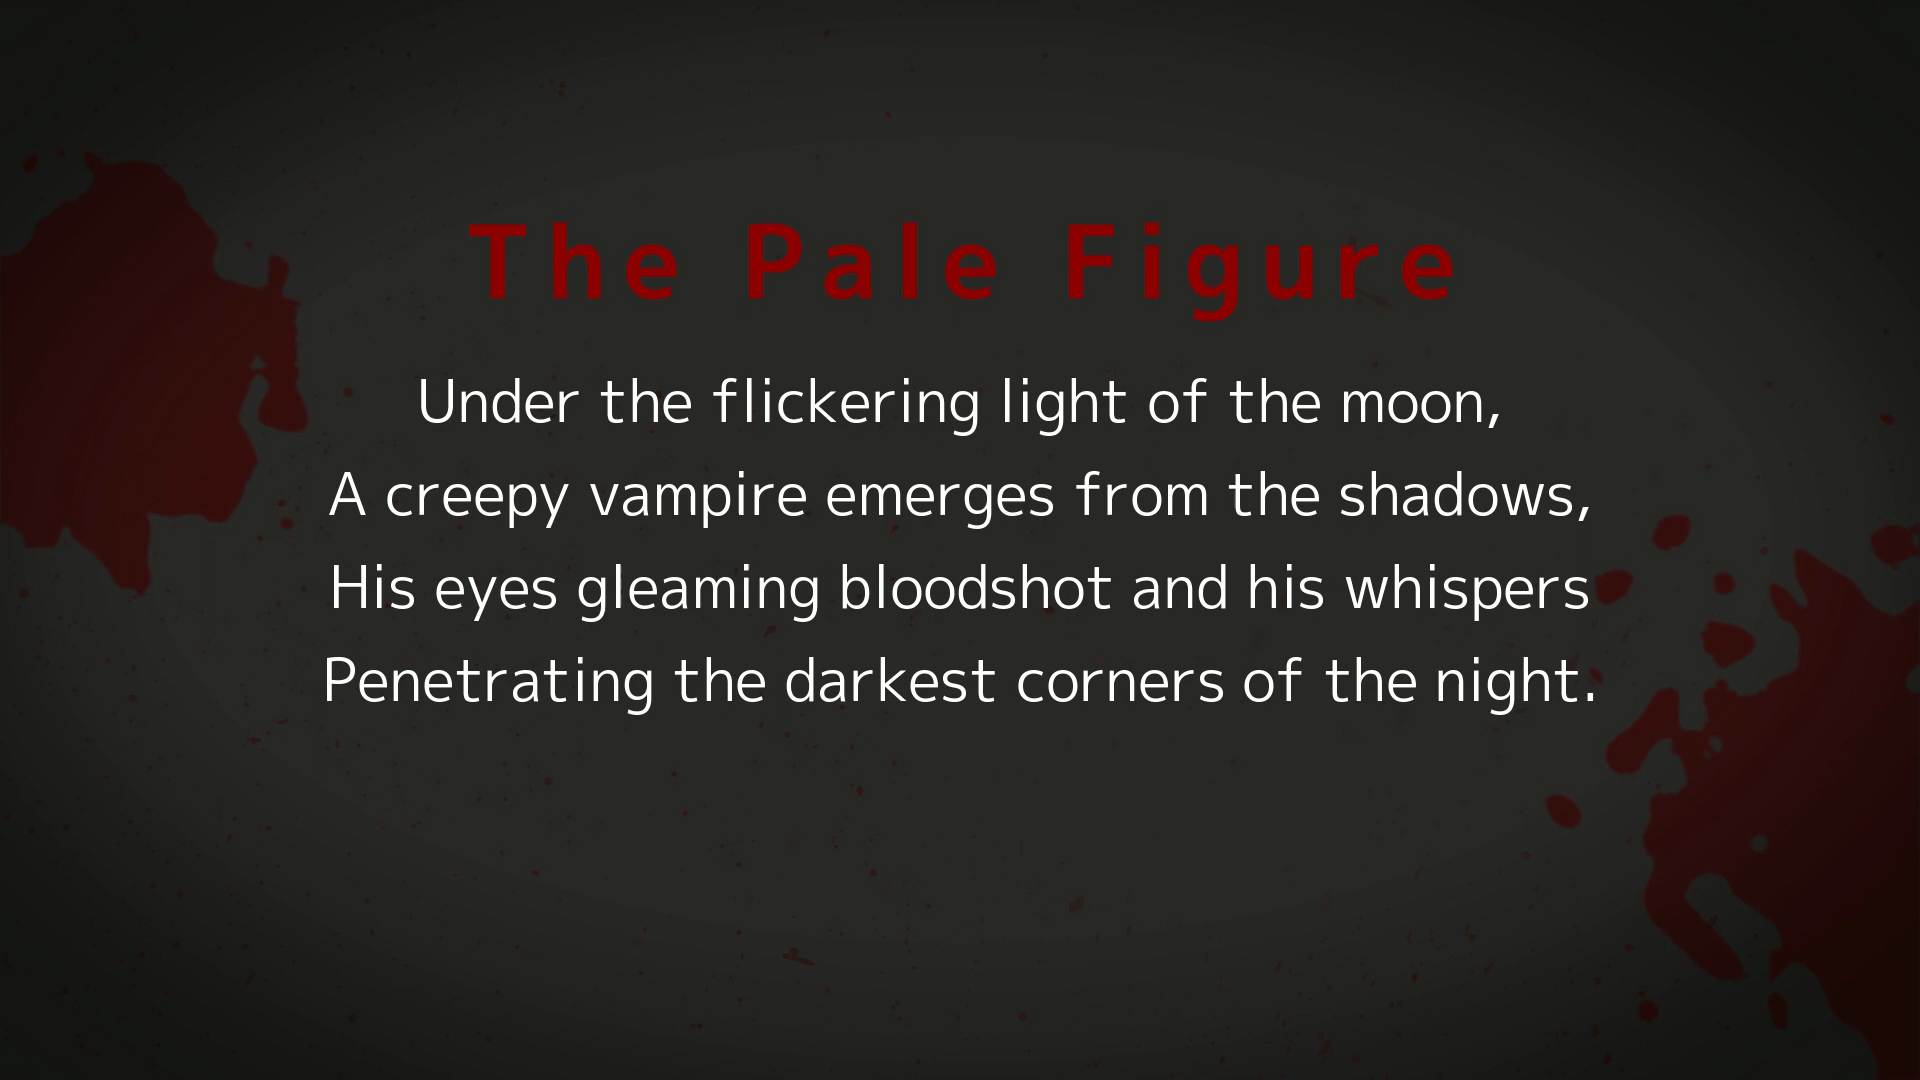 The Pale Figure
Under the flickering light of the moon,
A creepy vampire emerges from the shadows,
His eyes gleaming bloodshot and his whispers
Penetrating the darkest corners of the night.